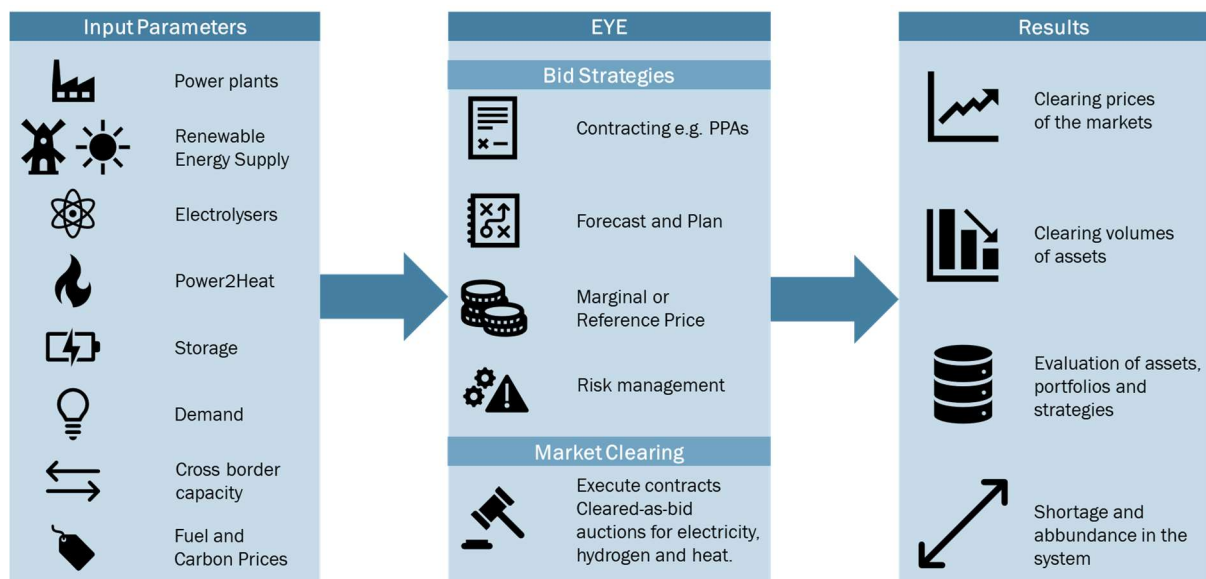 Input Parameters
Power plants
Renewable
Energy Supply
Electrolysers
Power2Heat
Storage
Demand
Cross border
capacity
Fuel and
Carbon Prices
EYE
Bid Strategies
Contracting e.g. PPAs
Forecast and Plan
Marginal or
Reference Price
Risk management
Market Clearing
Execute contracts
Cleared-as-bid
auctions for electricity,
hydrogen and heat.
Results
Clearing prices
of the markets
Clearing volumes
of assets
Evaluation of assets,
portfolios and
strategies
Shortage and
abbundance in the
system